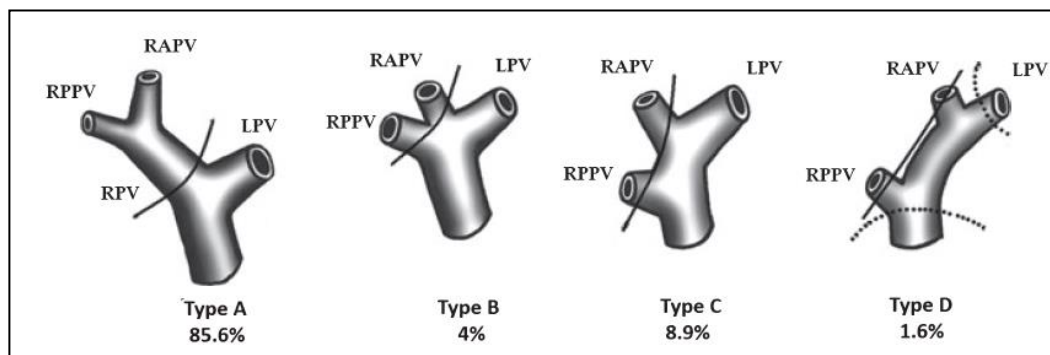 RAPV
RPPV
LPV
RPV
Type A
85.6%
RAPV
LPV
RPPV
Type B
4%
RAPV
LPV
RPPV
Type C
8.9%
RAPV
LPV
RPPV
Type D
1.6%